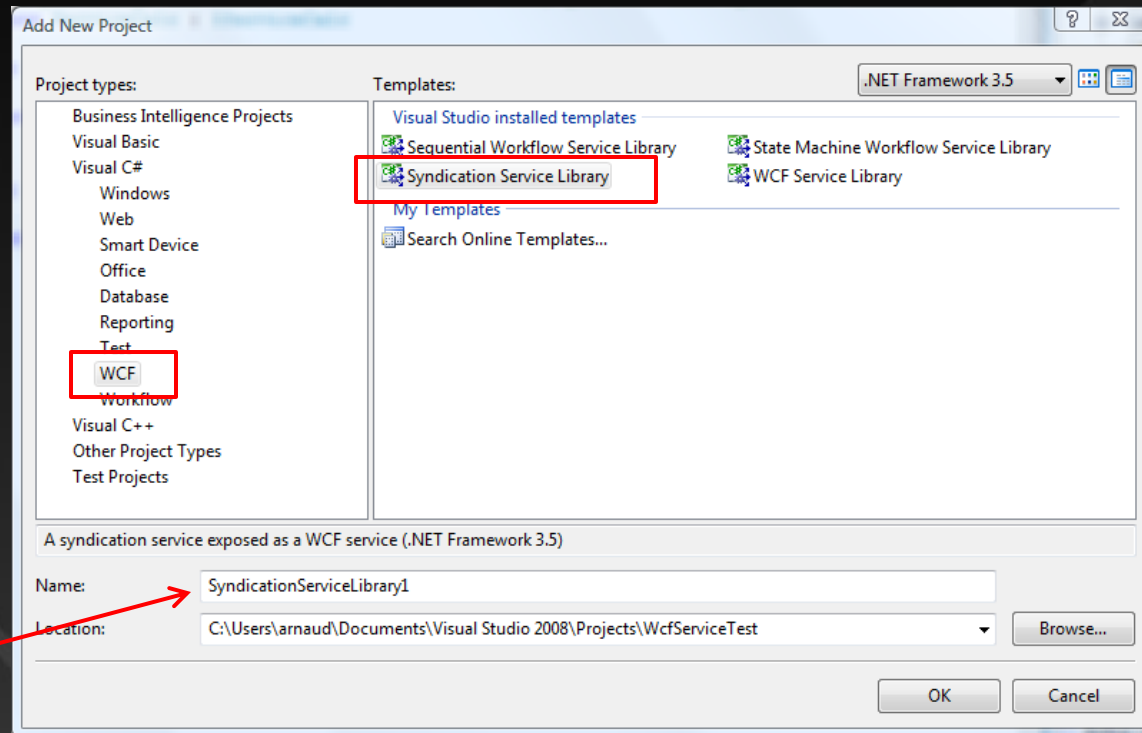 Add New Project
Project types:
Templates:
.NET Framework 3.5
Business Intelligence Projects
Visual Basic
Visual C#
Windows
Web
Smart Device
Office
Database
Reporting
Test
WCF
Workflow
Visual C++
Other Project Types
Test Projects
Visual Studio installed templates
Sequential Workflow Service Library
State Machine Workflow Service Library
Syndication Service Library
WCF Service Library
My Templates
Search Online Templates...
A syndication service exposed as a WCF service (.NET Framework 3.5)
Name:
SyndicationServiceLibrary1
Location:
C:\Users\arnaud\Documents\Visual Studio 2008\Projects\WcfServiceTest
Browse...
OK
Cancel